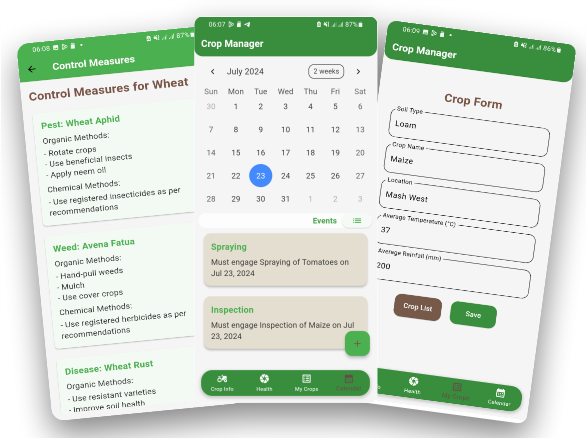 06:08
Control Measures
Control Measures for Wheat
Pest: Wheat Aphid
Organic Methods:
- Rotate crops
- Use beneficial insects
- Apply neem oil
Chemical Methods:
- Use registered insecticides as per
recommendations
Weed: Avena Fatua
Organic Methods:
- Hand-pull weeds
- Mulch
- Use cover crops
Chemical Methods:
- Use registered herbicides as per
recommendations
Disease: Wheat Rust
Organic Methods:
- Use resistant varieties
- Improve soil health
06:07
87%
Crop Manager
July 2024
2 weeks
Sun Mon Tue Wed Thu Fri Sat
30 1 2 3 4 5 6
7 8 9 10 11 12 13
14 15 16 17 18 19 20
21 22 23 24 25 26 27
28 29 30 31 1 2 3
Events
Spraying
Must engage Spraying of Tomatoes on
Jul 23, 2024
Inspection
Must engage Inspection of Maize on Jul
23, 2024
+
Crop Info Health My Crops Calendar
06:09
86%
Crop Manager
Crop Form
Soil Type
Loam
Crop Name
Maize
Location
Mash West
Average Temperature (°C)
37
Average Rainfall (mm)
200
Crop List
Save
Health My Crops Calendar